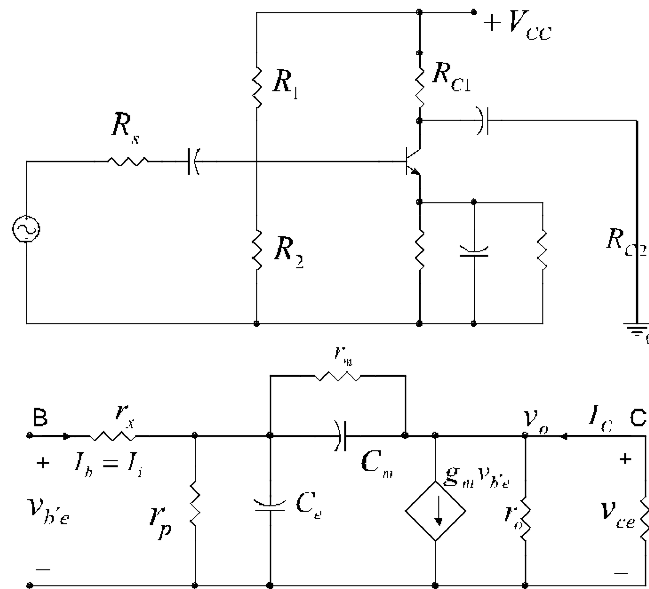 + V_CC
R_1
R_C1
R_s
R_2
R_C2
r_m
B
r_x
v_o
I_C
C
+
I_b = I_i
C_m
g_m v_b'e
+
v_b'e
r_p
C_e
r_o
v_ce
−
−